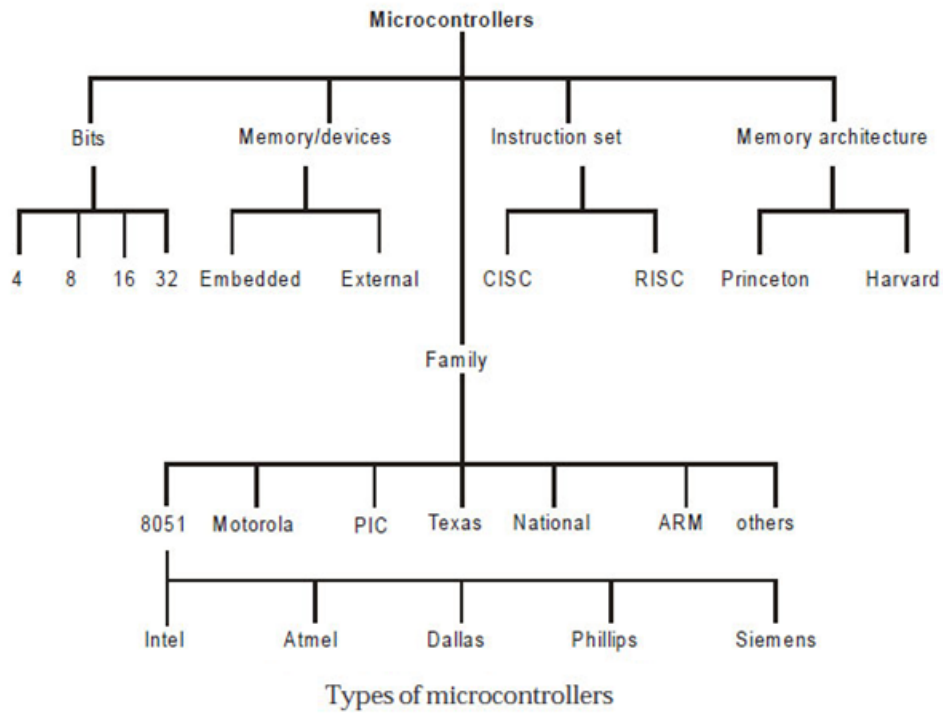 Microcontrollers
Bits Memory/devices Instruction set Memory architecture
4 8 16 32 Embedded External CISC RISC Princeton Harvard
Family
8051 Motorola PIC Texas National ARM others
Intel Atmel Dallas Phillips Siemens
Types of microcontrollers